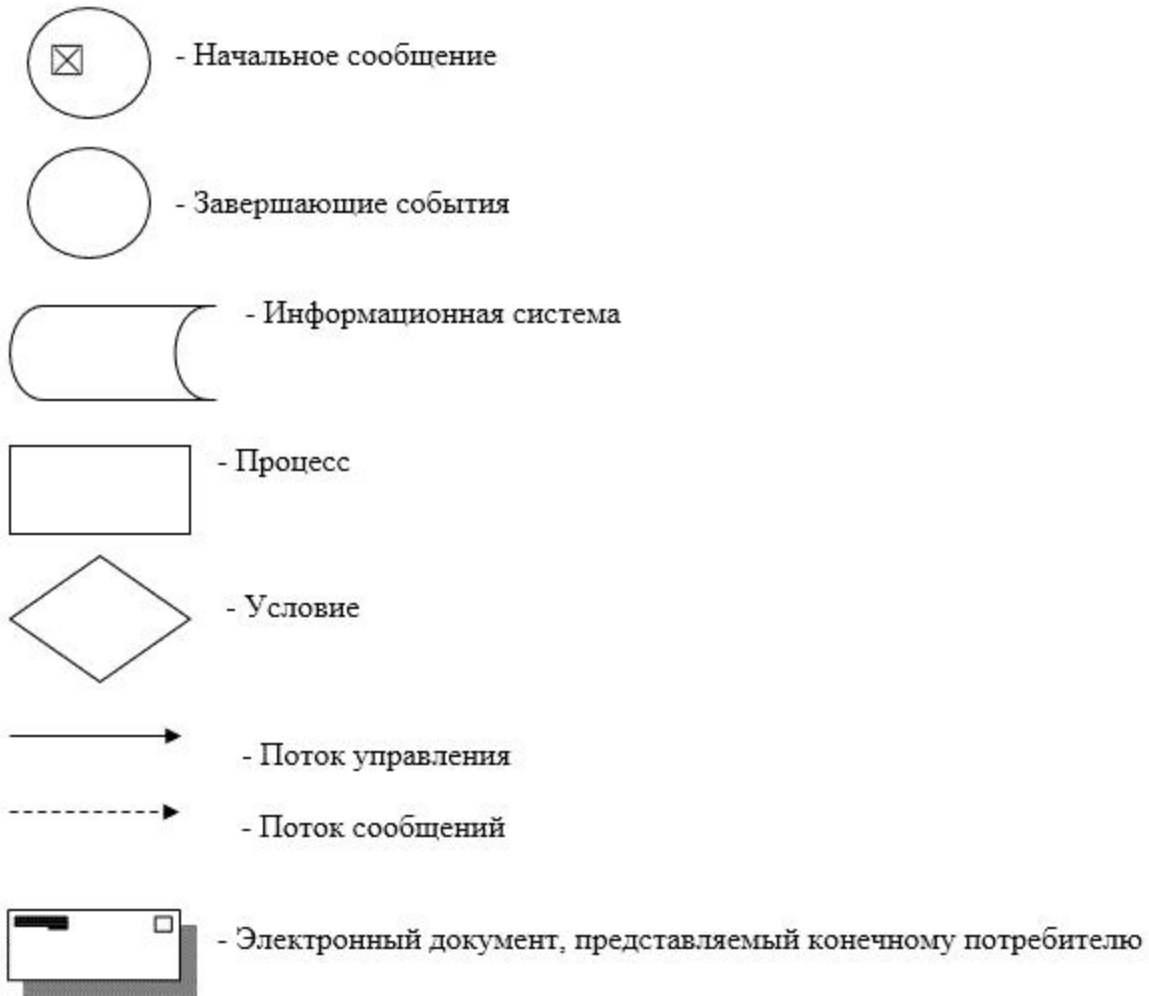 - Начальное сообщение
- Завершающие события
- Информационная система
- Процесс
- Условие
- Поток управления
- Поток сообщений
- Электронный документ, представляемый конечному потребителю